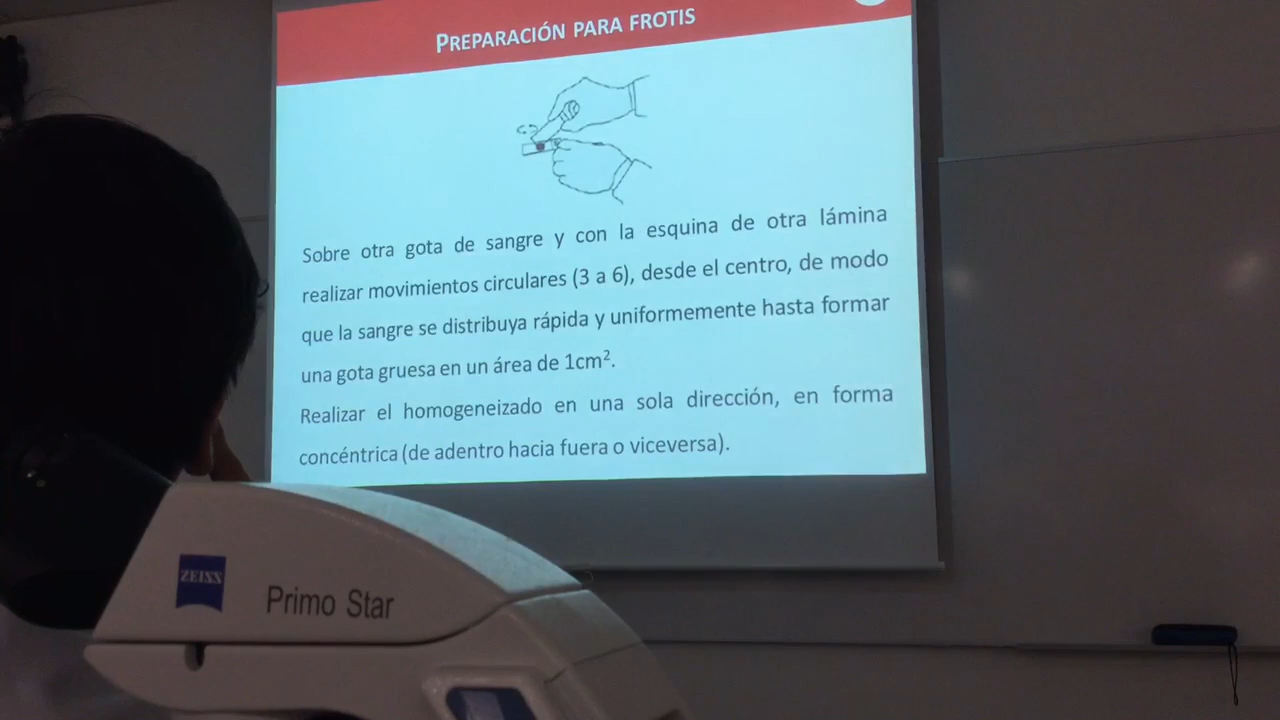 PREPARACIÓN PARA FROTIS
Sobre otra gota de sangre y con la esquina de otra lámina
realizar movimientos circulares (3 a 6), desde el centro, de modo
que la sangre se distribuya rápida y uniformemente hasta formar
una gota gruesa en un área de 1cm².
Realizar el homogeneizado en una sola dirección, en forma
concéntrica (de adentro hacia fuera o viceversa).
ZEISS
Primo Star